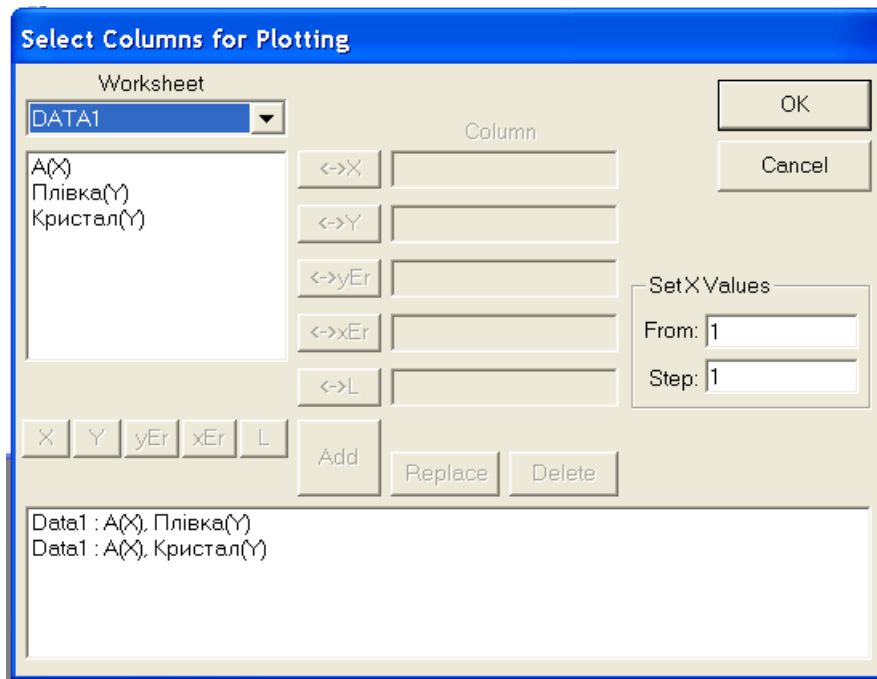 Select Columns for Plotting
Worksheet
DATA1
A(X)
Плівка(Y)
Кристал(Y)
Column
<->X
<->Y
<->yEr
<->xEr
<->L
OK
Cancel
Set X Values
From: 1
Step: 1
X Y yEr xEr L
Add
Replace Delete
Data1 : A(X), Плівка(Y)
Data1 : A(X), Кристал(Y)